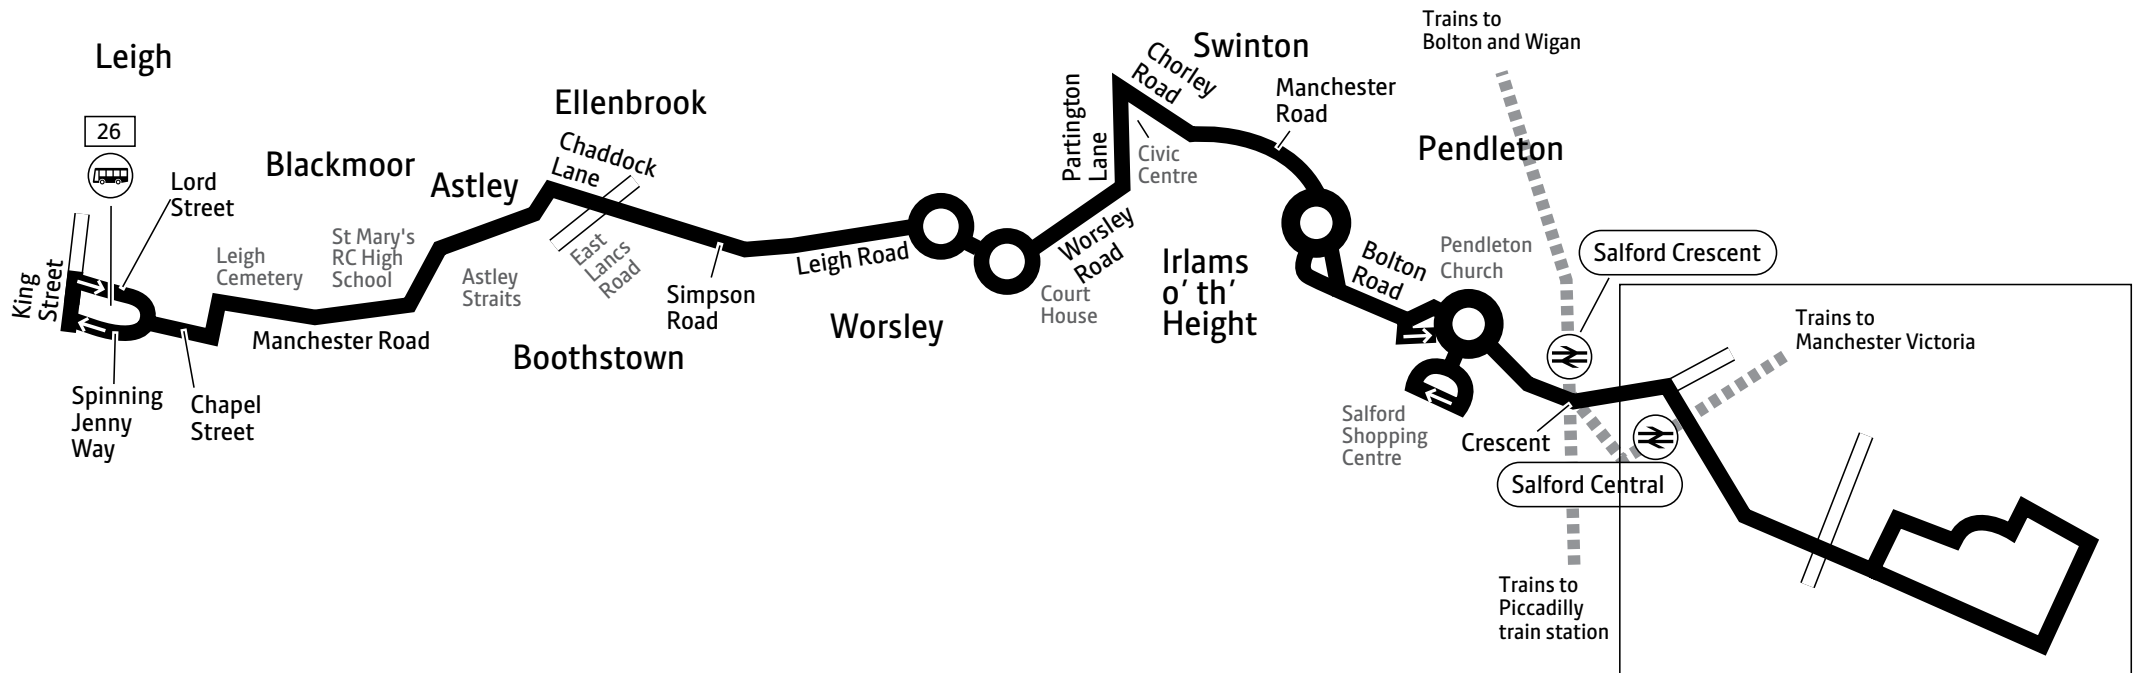 Leigh
26
Lord
Street
King
Street
Spinning
Jenny
Way
Chapel
Street
Blackmoor
Leigh
Cemetery
St Mary's
RC High
School
Manchester Road
Astley
Astley
Straits
Ellenbrook
Chaddock
Lane
East
Lancs
Road
Boothstown
Simpson
Road
Leigh Road
Worsley
Court
House
Worsley
Road
Partington
Lane
Chorley
Road
Civic
Centre
Swinton
Manchester
Road
Irlams
o' th'
Height
Bolton
Road
Pendleton
Pendleton
Church
Salford
Shopping
Centre
Trains to
Bolton and Wigan
Salford Crescent
Crescent
Salford Central
Trains to
Piccadilly
train station
Trains to
Manchester Victoria